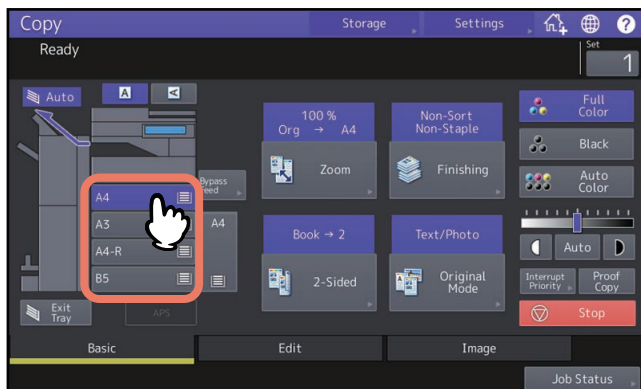 Copy
Storage
Settings
?
Ready
Set
1
Auto
A
A
100 %
Org → A4
Zoom
Non-Sort
Non-Staple
Finishing
Full
Color
Black
Auto
Color
Bypass
Feed
A4
A3
A4-R
B5
A4
Book → 2
2-Sided
Text/Photo
Original
Mode
Auto
Interrupt
Priority
Proof
Copy
Exit
Tray
APS
Stop
Basic
Edit
Image
Job Status